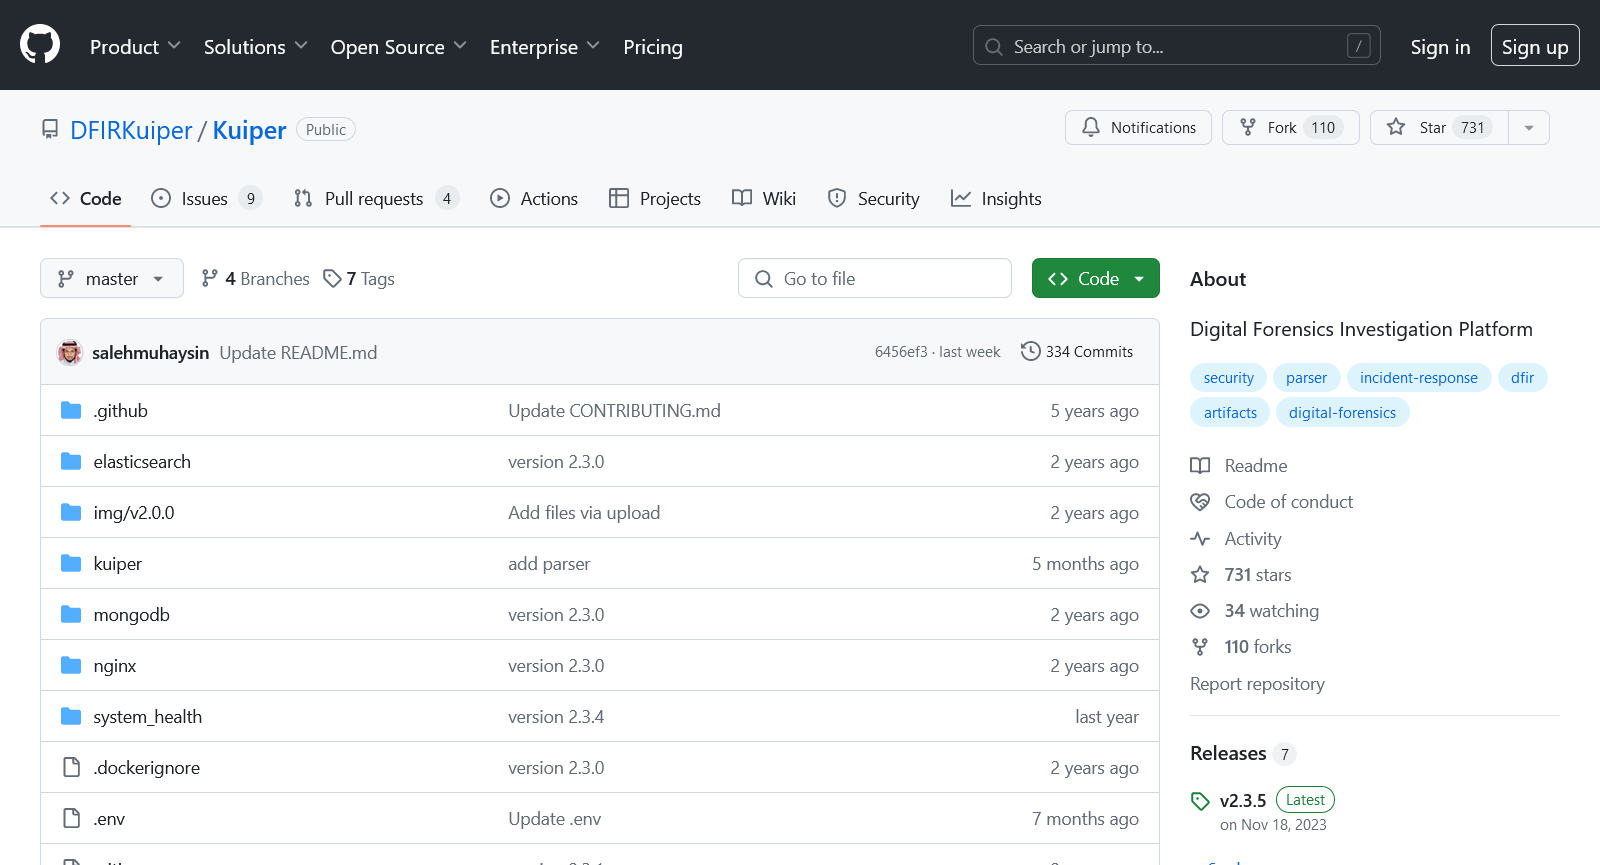 Product Solutions Open Source Enterprise Pricing Search or jump to... / Sign in Sign up
DFIRKuiper / Kuiper Public Notifications Fork 110 Star 731
Code Issues 9 Pull requests 4 Actions Projects Wiki Security Insights
master 4 Branches 7 Tags Go to file Code
salehmuhaysin Update README.md 6456ef3 · last week 334 Commits
.github Update CONTRIBUTING.md 5 years ago
elasticsearch version 2.3.0 2 years ago
img/v2.0.0 Add files via upload 2 years ago
kuiper add parser 5 months ago
mongodb version 2.3.0 2 years ago
nginx version 2.3.0 2 years ago
system_health version 2.3.4 last year
.dockerignore version 2.3.0 2 years ago
.env Update .env 7 months ago
About
Digital Forensics Investigation Platform
security parser incident-response dfir
artifacts digital-forensics
Readme
Code of conduct
Activity
731 stars
34 watching
110 forks
Report repository
Releases 7
v2.3.5 Latest
on Nov 18, 2023